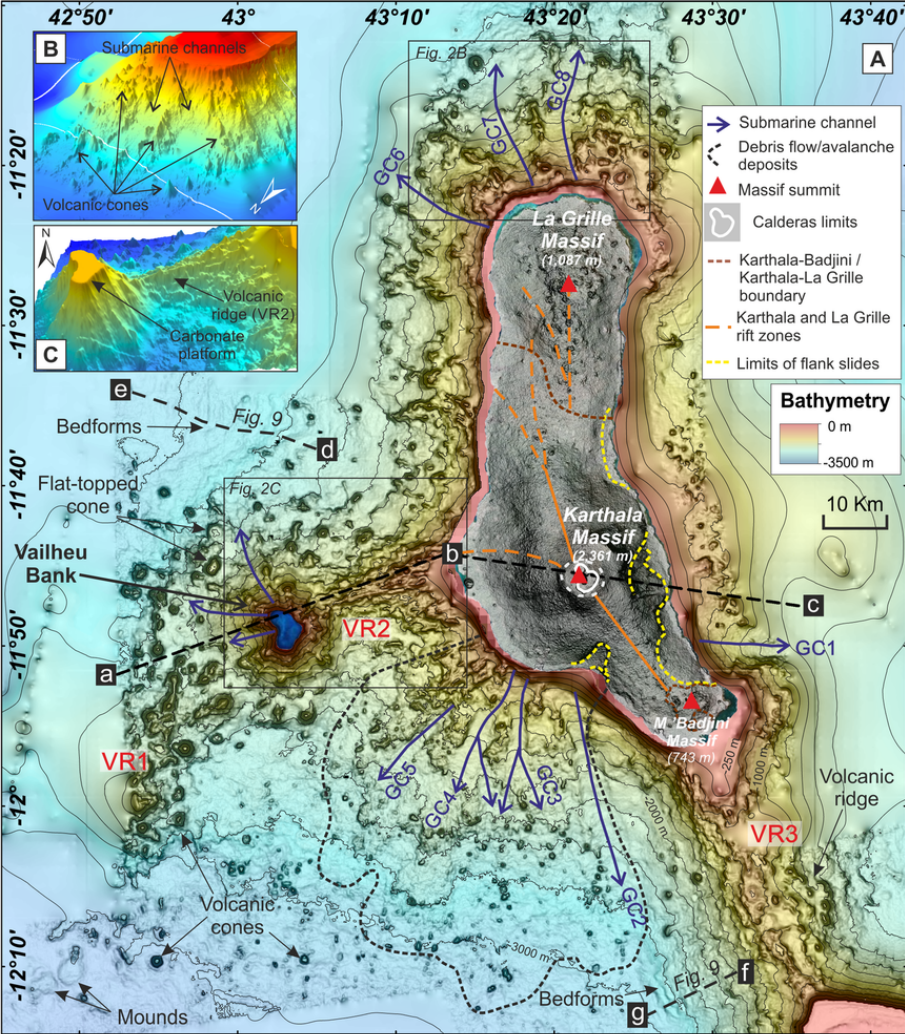 42°50'
43°
43°10'
43°20'
43°30'
43°40'
B
Submarine channels
Volcanic cones
N
N
Volcanic
ridge (VR2)
Carbonate
platform
C
Fig. 2B
A
GC6
GC7
GC8
Submarine channel
Debris flow/avalanche
deposits
Massif summit
Calderas limits
Karthala-Badjini /
Karthala-La Grille
boundary
Karthala and La Grille
rift zones
Limits of flank slides
Bathymetry
0 m
-3500 m
10 Km
-11°20'
-11°30'
-11°40'
-11°50'
-12°
-12°10'
La Grille
Massif
(1,087 m)
e
Fig. 9
d
Bedforms
Flat-topped
cone
Fig. 2C
Vailheu
Bank
Karthala
Massif
(2,361 m)
b
c
a
VR2
GC1
M 'Badjini
Massif
(743 m)
VR1
GC5
GC4
GC3
GC2
-250 m
-1000 m
-2000 m
Volcanic
ridge
VR3
Volcanic
cones
-3000 m
Mounds
Bedforms
g
Fig. 9
f